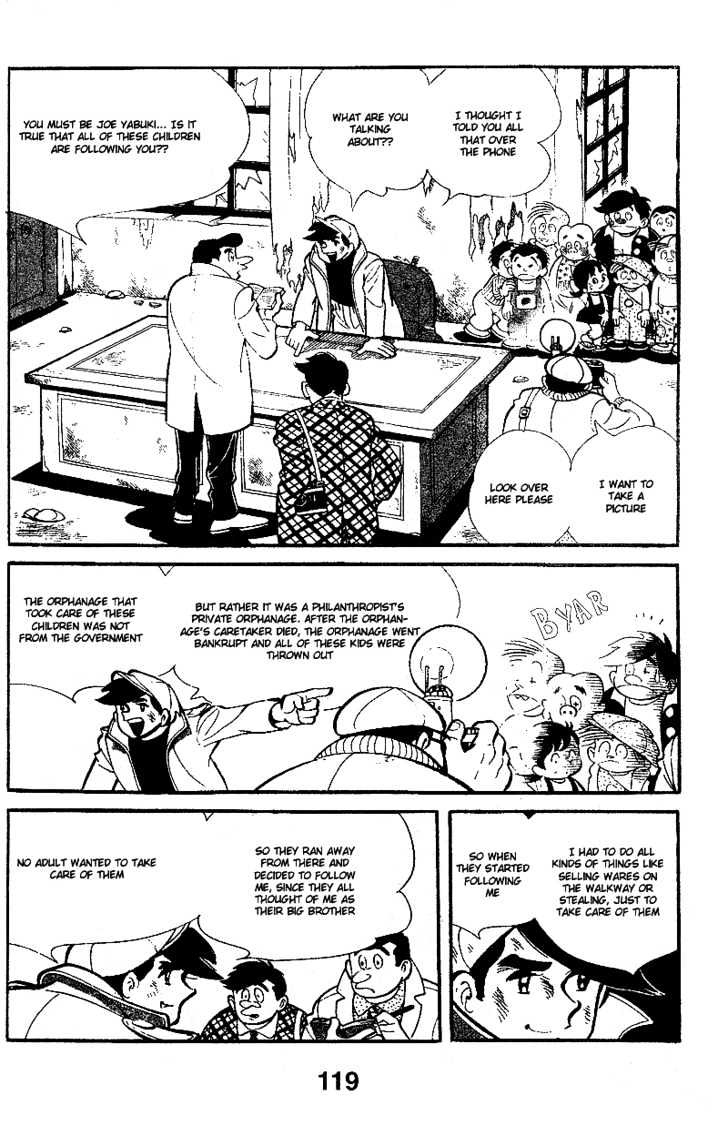 YOU MUST BE JOE YABUKI... IS IT
TRUE THAT ALL OF THESE CHILDREN
ARE FOLLOWING YOU??
WHAT ARE YOU
TALKING
ABOUT??
I THOUGHT I
TOLD YOU ALL
THAT OVER
THE PHONE
LOOK OVER
HERE PLEASE
I WANT TO
TAKE A
PICTURE
THE ORPHANAGE THAT
TOOK CARE OF THESE
CHILDREN WAS NOT
FROM THE GOVERNMENT
BUT RATHER IT WAS A PHILANTHROPIST'S
PRIVATE ORPHANAGE. AFTER THE ORPHAN-
AGE'S CARETAKER DIED, THE ORPHANAGE WENT
BANKRUPT AND ALL OF THESE KIDS WERE
THROWN OUT
BYAR
NO ADULT WANTED TO TAKE
CARE OF THEM
SO THEY RAN AWAY
FROM THERE AND
DECIDED TO FOLLOW
ME, SINCE THEY ALL
THOUGHT OF ME AS
THEIR BIG BROTHER
SO WHEN
THEY STARTED
FOLLOWING
ME
I HAD TO DO ALL
KINDS OF THINGS LIKE
SELLING WARES ON
THE WALKWAY OR
STEALING, JUST TO
TAKE CARE OF THEM
119